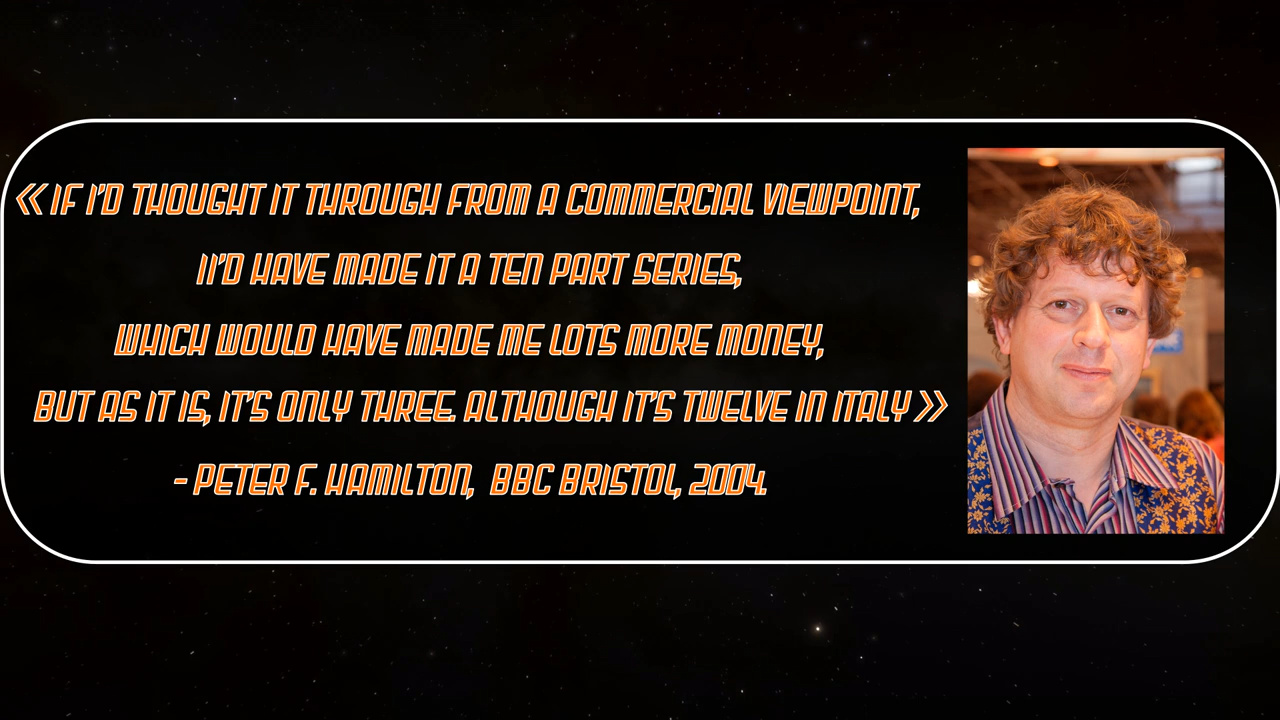 « IF I'D THOUGHT IT THROUGH FROM A COMMERCIAL VIEWPOINT,
II'D HAVE MADE IT A TEN PART SERIES,
WHICH WOULD HAVE MADE ME LOTS MORE MONEY,
BUT AS IT IS, IT'S ONLY THREE. ALTHOUGH IT'S TWELVE IN ITALY »
- PETER F. HAMILTON, BBC BRISTOL, 2004.